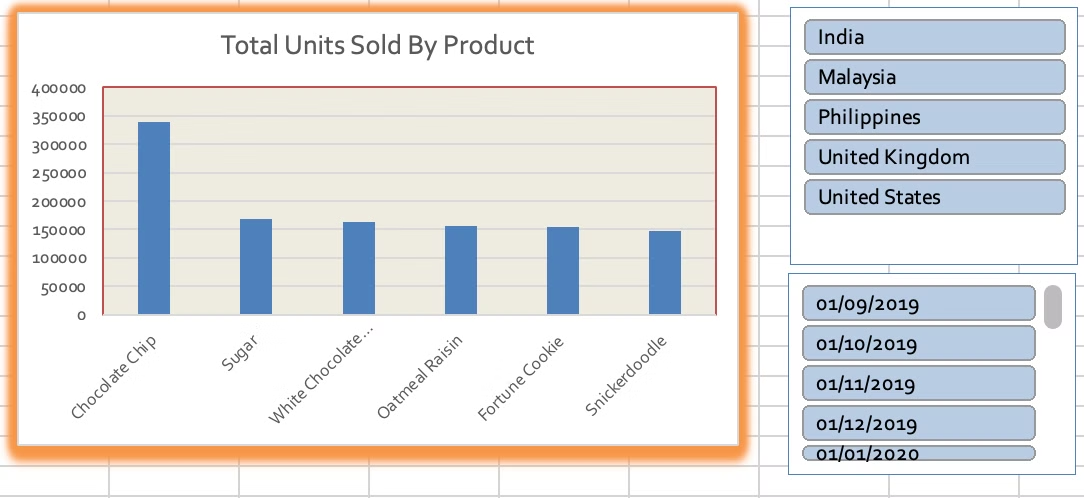 Total Units Sold By Product
400000
350000
300000
250000
200000
150000
100000
50000
0
Chocolate Chip
Sugar
White Chocolate...
Oatmeal Raisin
Fortune Cookie
Snickerdoodle
India
Malaysia
Philippines
United Kingdom
United States
01/09/2019
01/10/2019
01/11/2019
01/12/2019
01/01/2020